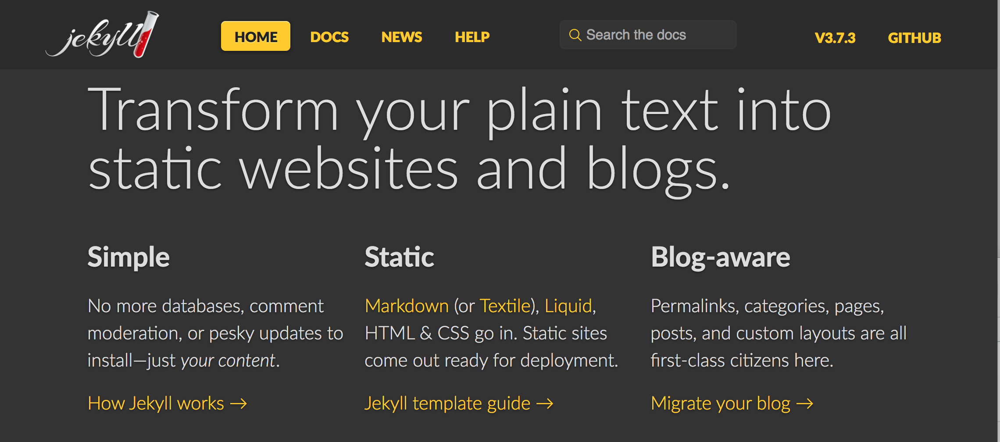 jekyll
HOME DOCS NEWS HELP Search the docs V3.7.3 GITHUB
Transform your plain text into
static websites and blogs.
Simple
No more databases, comment
moderation, or pesky updates to
install—just your content.
How Jekyll works →
Static
Markdown (or Textile), Liquid,
HTML & CSS go in. Static sites
come out ready for deployment.
Jekyll template guide →
Blog-aware
Permalinks, categories, pages,
posts, and custom layouts are all
first-class citizens here.
Migrate your blog →